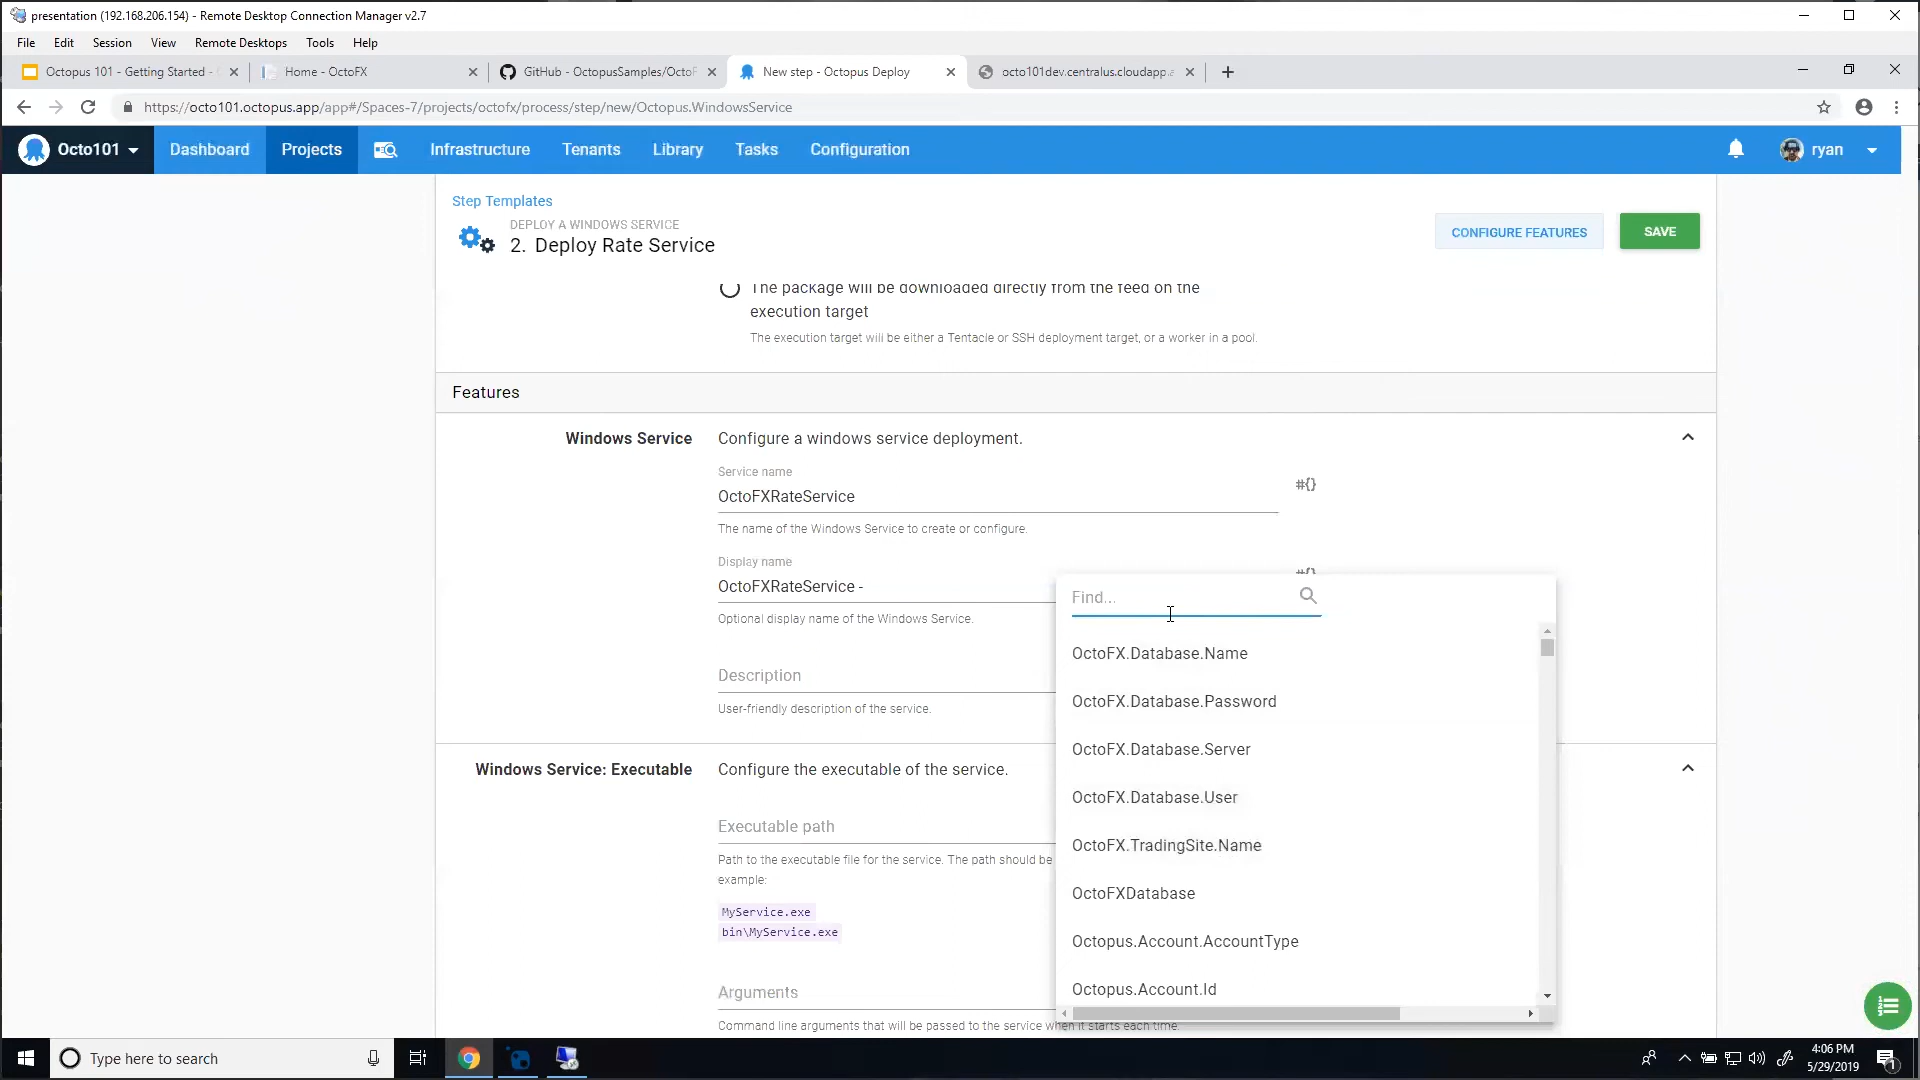 presentation (192.168.206.154) - Remote Desktop Connection Manager v2.7
File Edit Session View Remote Desktops Tools Help
Octopus 101 - Getting Started -
Home - OctoFX
GitHub - OctopusSamples/OctoF
New step - Octopus Deploy
octo101dev.centralus.cloudapp.a
https://octo101.octopus.app/app#/Spaces-7/projects/octofx/process/step/new/Octopus.WindowsService
Octo101
Dashboard
Projects
Infrastructure
Tenants
Library
Tasks
Configuration
ryan
Step Templates
DEPLOY A WINDOWS SERVICE
2. Deploy Rate Service
CONFIGURE FEATURES
SAVE
The package will be downloaded directly from the feed on the
execution target
The execution target will be either a Tentacle or SSH deployment target, or a worker in a pool.
Features
Windows Service
Configure a windows service deployment.
Service name
OctoFXRateService
#{}
The name of the Windows Service to create or configure.
Display name
OctoFXRateService -
#{}
Optional display name of the Windows Service.
Description
User-friendly description of the service.
Windows Service: Executable
Configure the executable of the service.
Executable path
Path to the executable file for the service. The path should be
example:
MyService.exe
bin\MyService.exe
Arguments
Command line arguments that will be passed to the service when it starts each time.
Find...
OctoFX.Database.Name
OctoFX.Database.Password
OctoFX.Database.Server
OctoFX.Database.User
OctoFX.TradingSite.Name
OctoFXDatabase
Octopus.Account.AccountType
Octopus.Account.Id
Type here to search
4:06 PM
5/29/2019
1